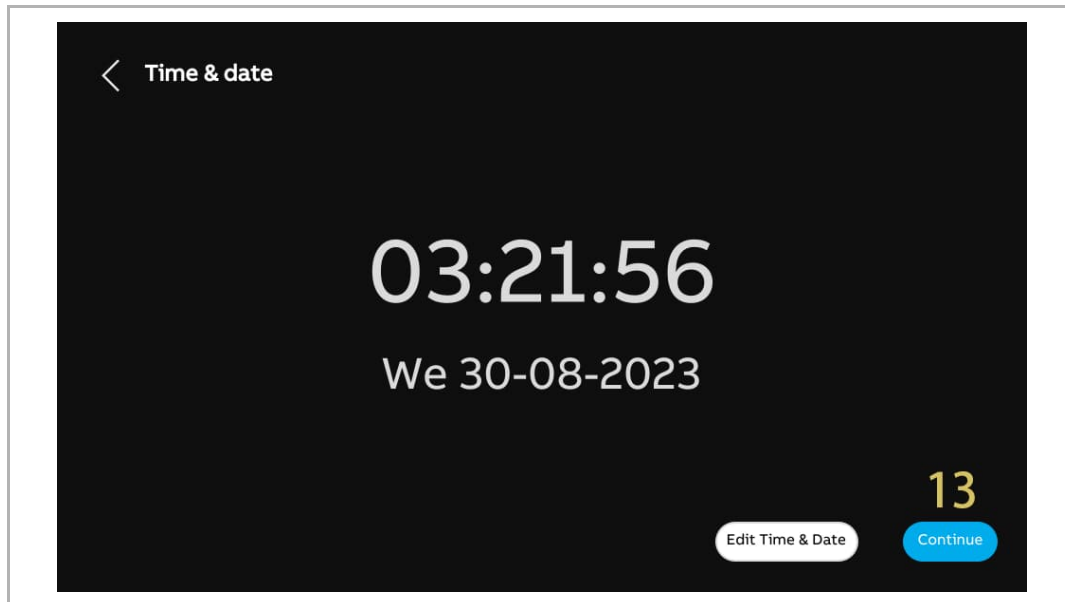 Time & date
03:21:56
We 30-08-2023
13
Edit Time & Date
Continue